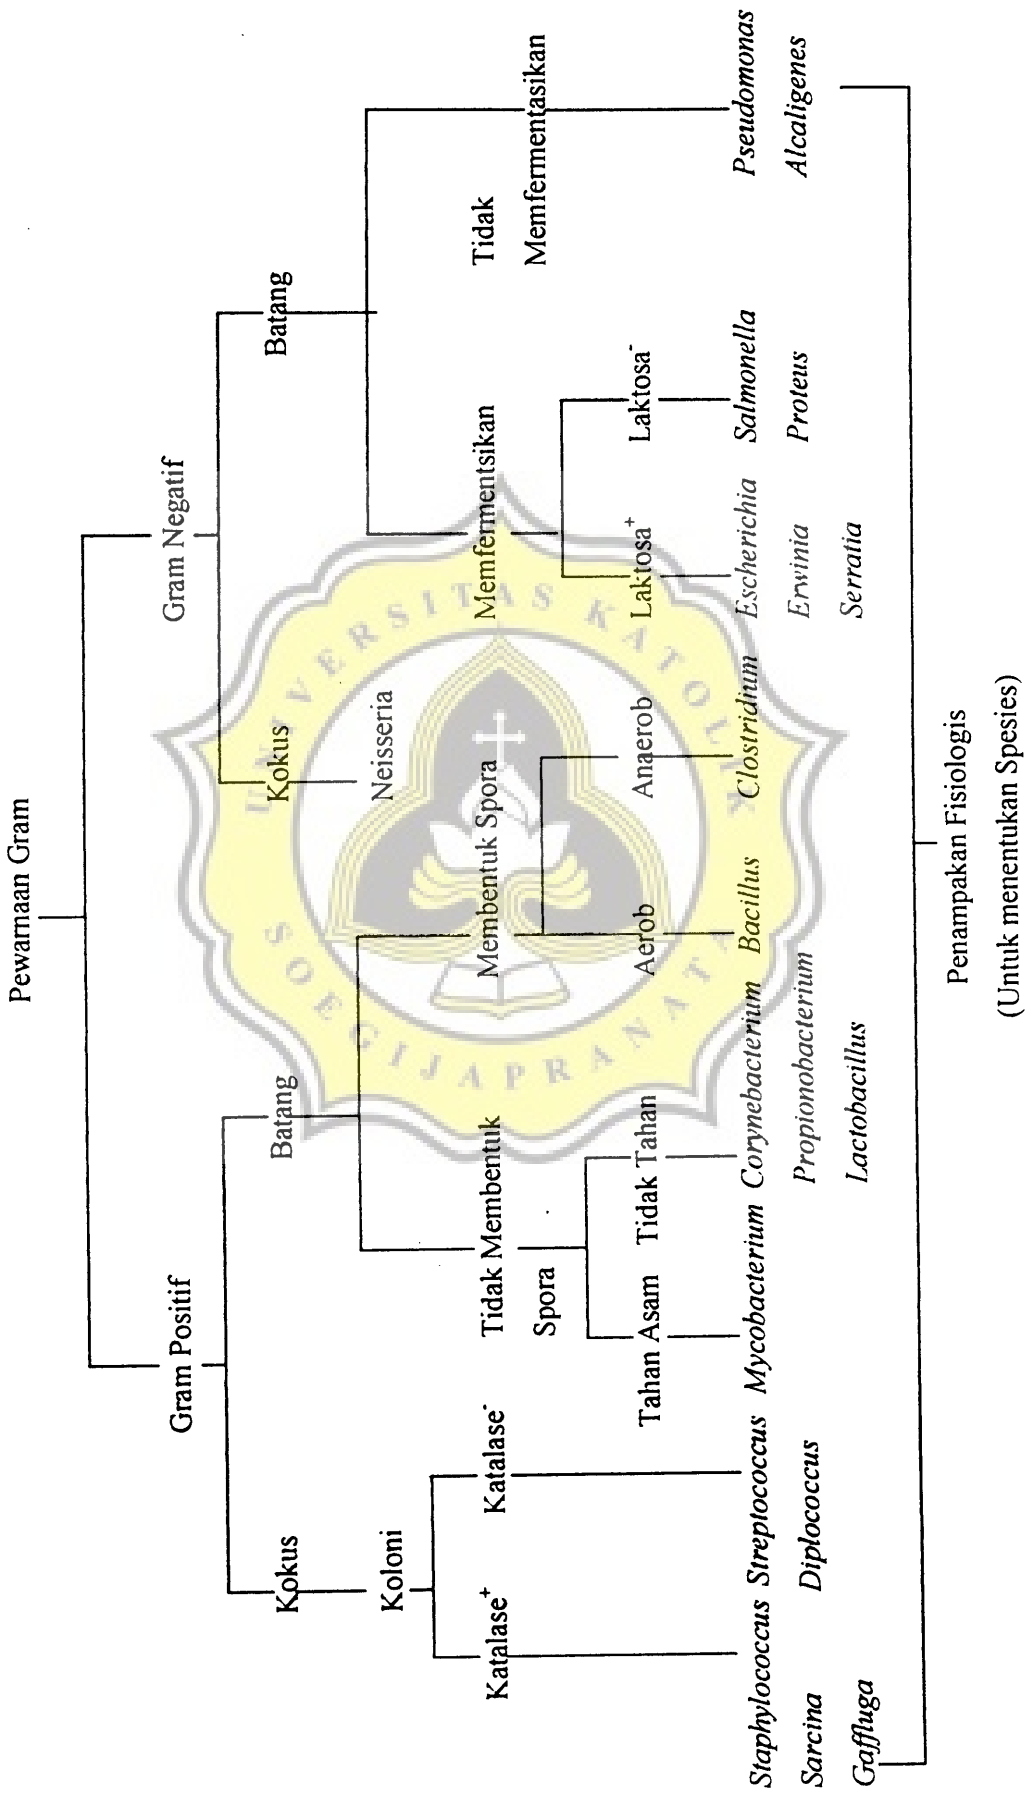 Pewarnaan Gram
Gram Positif
Gram Negatif
Kokus
Batang
Kokus
Batang
Koloni
Neisseria
Katalase⁺
Katalase⁻
Tidak Membentuk
Spora
Membentuk Spora
Memfermentsikan
Tidak
Memfermentasikan
Tahan Asam
Tidak Tahan
Aerob
Anaerob
Laktosa⁺
Laktosa⁻
Staphylococcus
Sarcina
Gaffluga
Streptococcus
Diplococcus
Mycobacterium
Corynebacterium
Propionobacterium
Lactobacillus
Bacillus
Clostridium
Escherichia
Erwinia
Serratia
Salmonella
Proteus
Pseudomonas
Alcaligenes
Penampakan Fisiologis
(Untuk menentukan Spesies)
UNIVERSITAS KATOLIK
SOEGIJAPRANATA